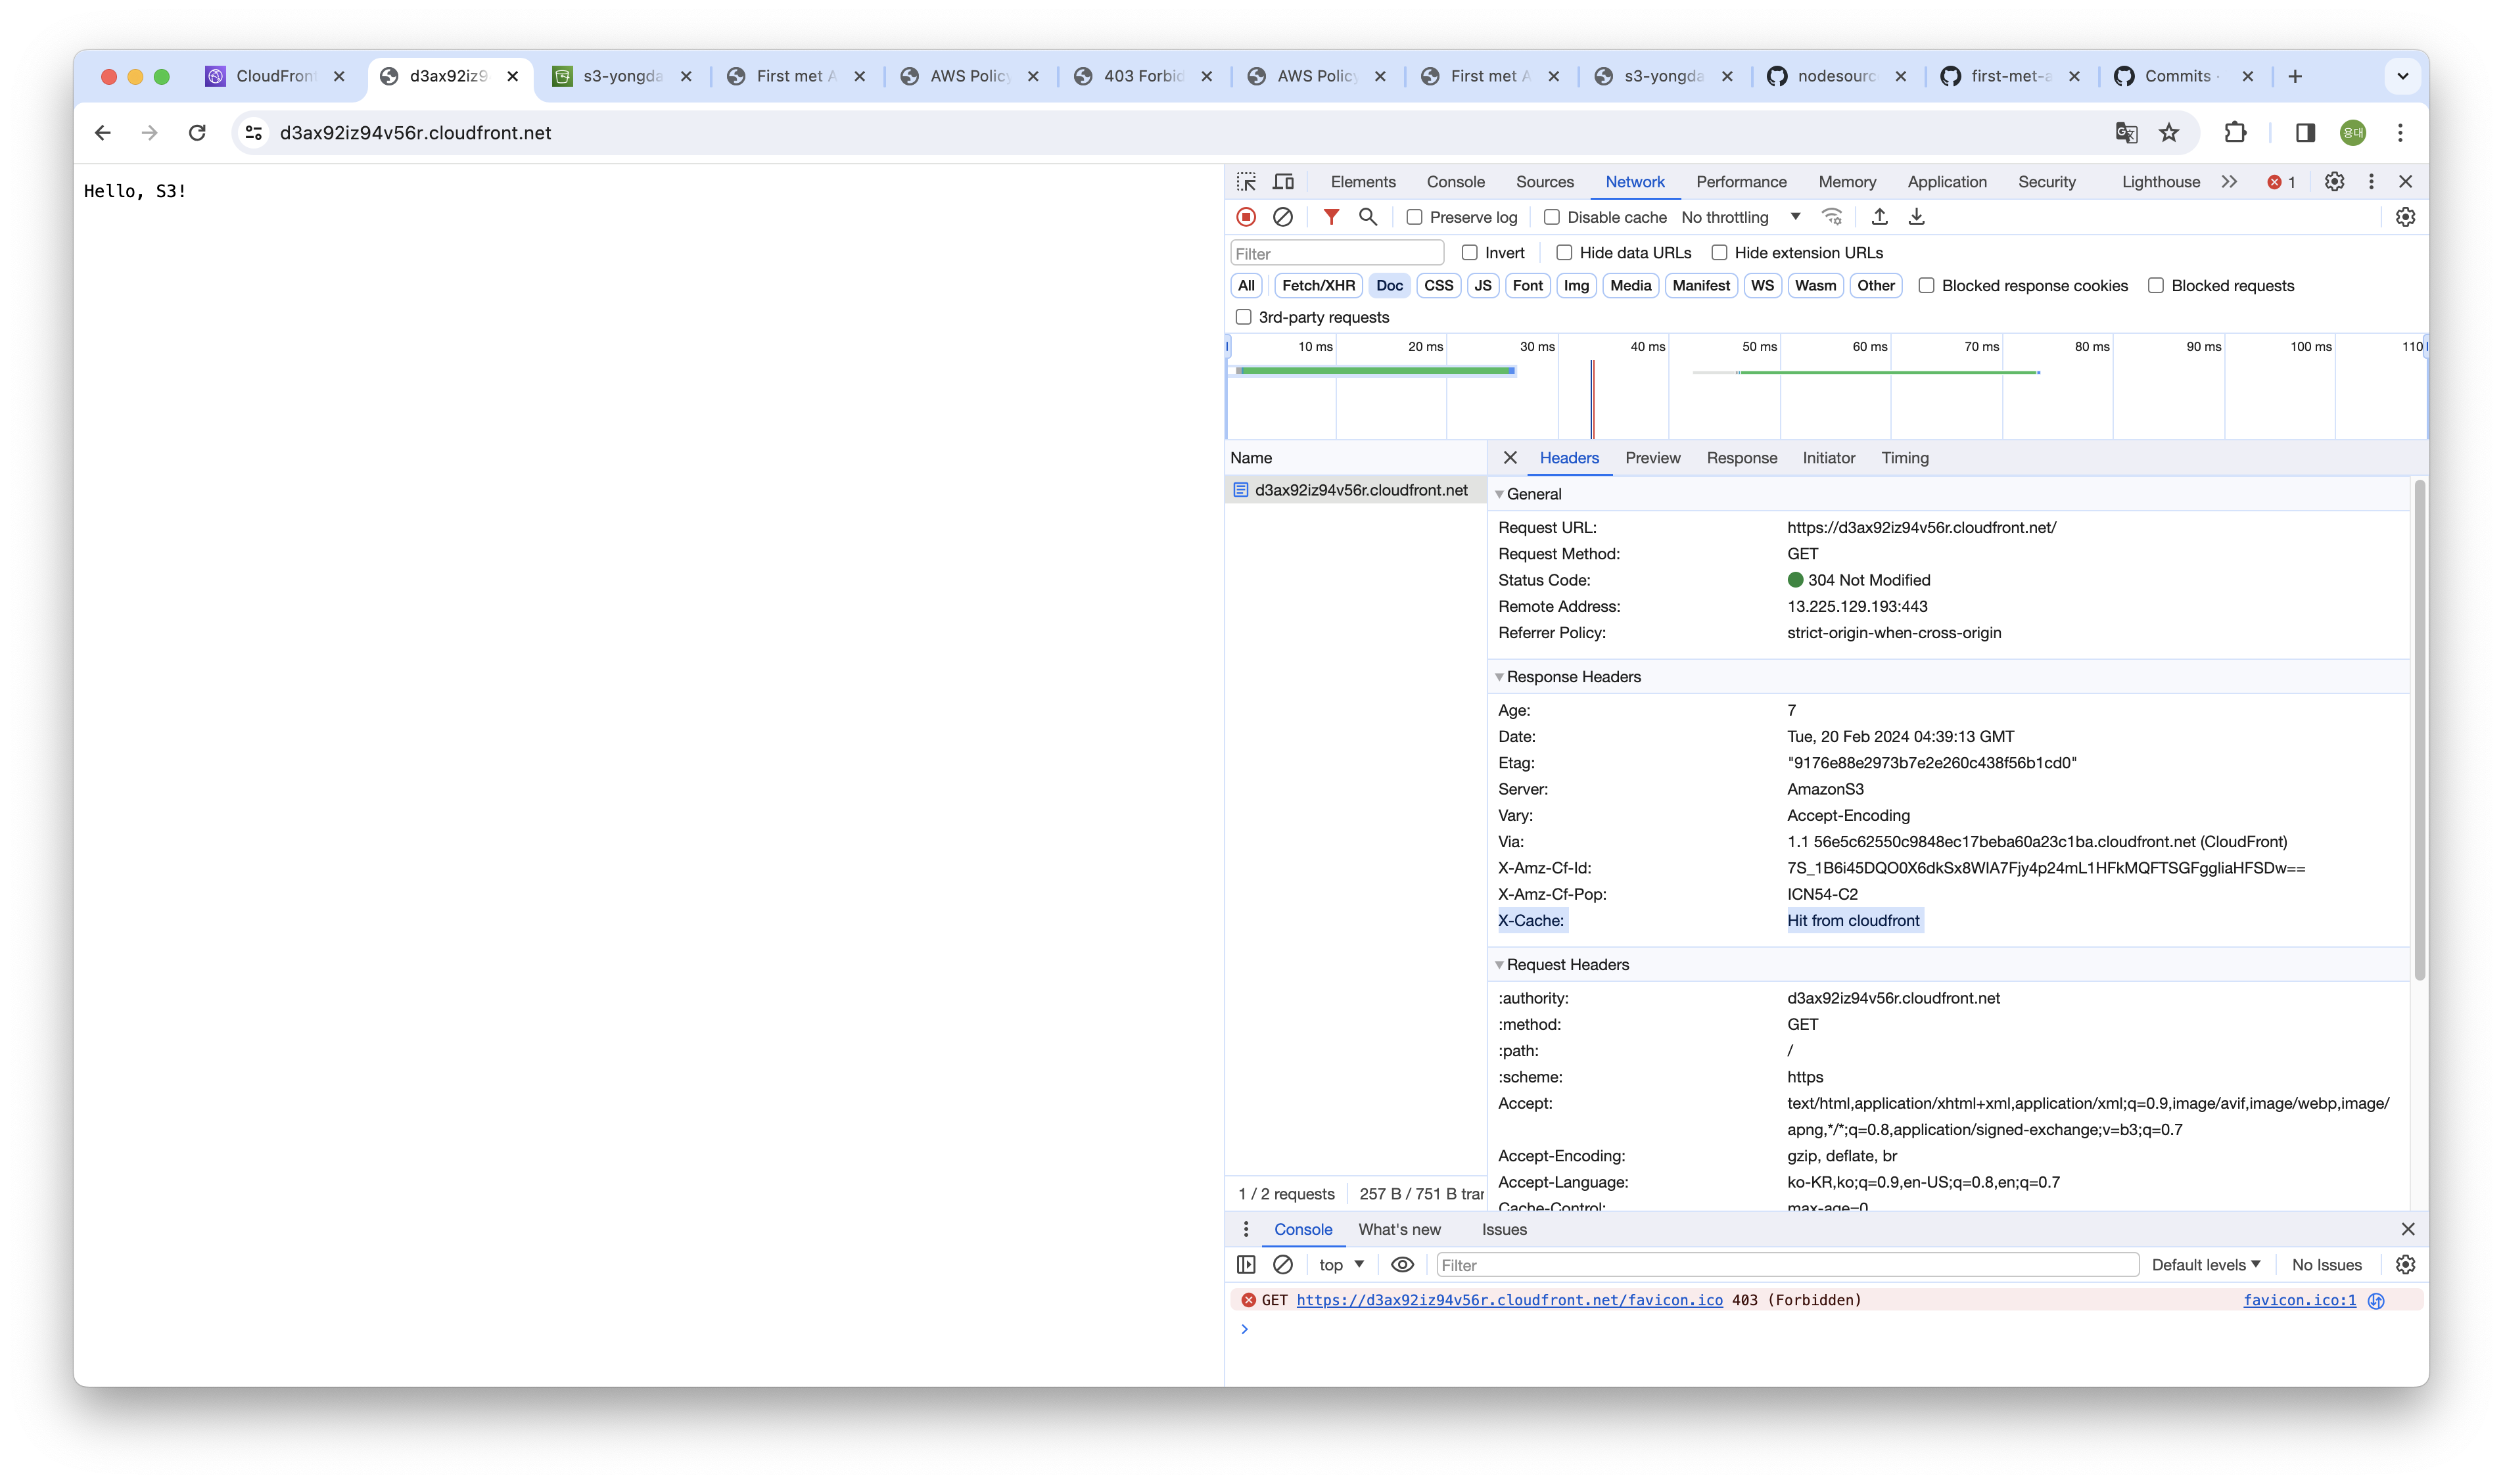 CloudFron
d3ax92iz9
s3-yongda
First met A
AWS Policy
403 Forbid
AWS Policy
First met A
s3-yongda
nodesourc
first-met-a
Commits ·
d3ax92iz94v56r.cloudfront.net
용대
Hello, S3!
Elements Console Sources Network Performance Memory Application Security Lighthouse 1
Preserve log Disable cache No throttling
Filter Invert Hide data URLs Hide extension URLs
All Fetch/XHR Doc CSS JS Font Img Media Manifest WS Wasm Other Blocked response cookies Blocked requests
3rd-party requests
10 ms 20 ms 30 ms 40 ms 50 ms 60 ms 70 ms 80 ms 90 ms 100 ms 110
Name
d3ax92iz94v56r.cloudfront.net
Headers Preview Response Initiator Timing
General
Request URL: https://d3ax92iz94v56r.cloudfront.net/
Request Method: GET
Status Code: 304 Not Modified
Remote Address: 13.225.129.193:443
Referrer Policy: strict-origin-when-cross-origin
Response Headers
Age: 7
Date: Tue, 20 Feb 2024 04:39:13 GMT
Etag: "9176e88e2973b7e2e260c438f56b1cd0"
Server: AmazonS3
Vary: Accept-Encoding
Via: 1.1 56e5c62550c9848ec17beba60a23c1ba.cloudfront.net (CloudFront)
X-Amz-Cf-Id: 7S_1B6i45DQO0X6dkSx8WIA7Fjy4p24mL1HFkMQFTSGFggliaHFSDw==
X-Amz-Cf-Pop: ICN54-C2
X-Cache: Hit from cloudfront
Request Headers
:authority: d3ax92iz94v56r.cloudfront.net
:method: GET
:path: /
:scheme: https
Accept: text/html,application/xhtml+xml,application/xml;q=0.9,image/avif,image/webp,image/
apng,*/*;q=0.8,application/signed-exchange;v=b3;q=0.7
Accept-Encoding: gzip, deflate, br
Accept-Language: ko-KR,ko;q=0.9,en-US;q=0.8,en;q=0.7
Cache-Control: max-age=0
1 / 2 requests 257 B / 751 B tran
Console What's new Issues
top Filter Default levels No Issues
GET https://d3ax92iz94v56r.cloudfront.net/favicon.ico 403 (Forbidden) favicon.ico:1